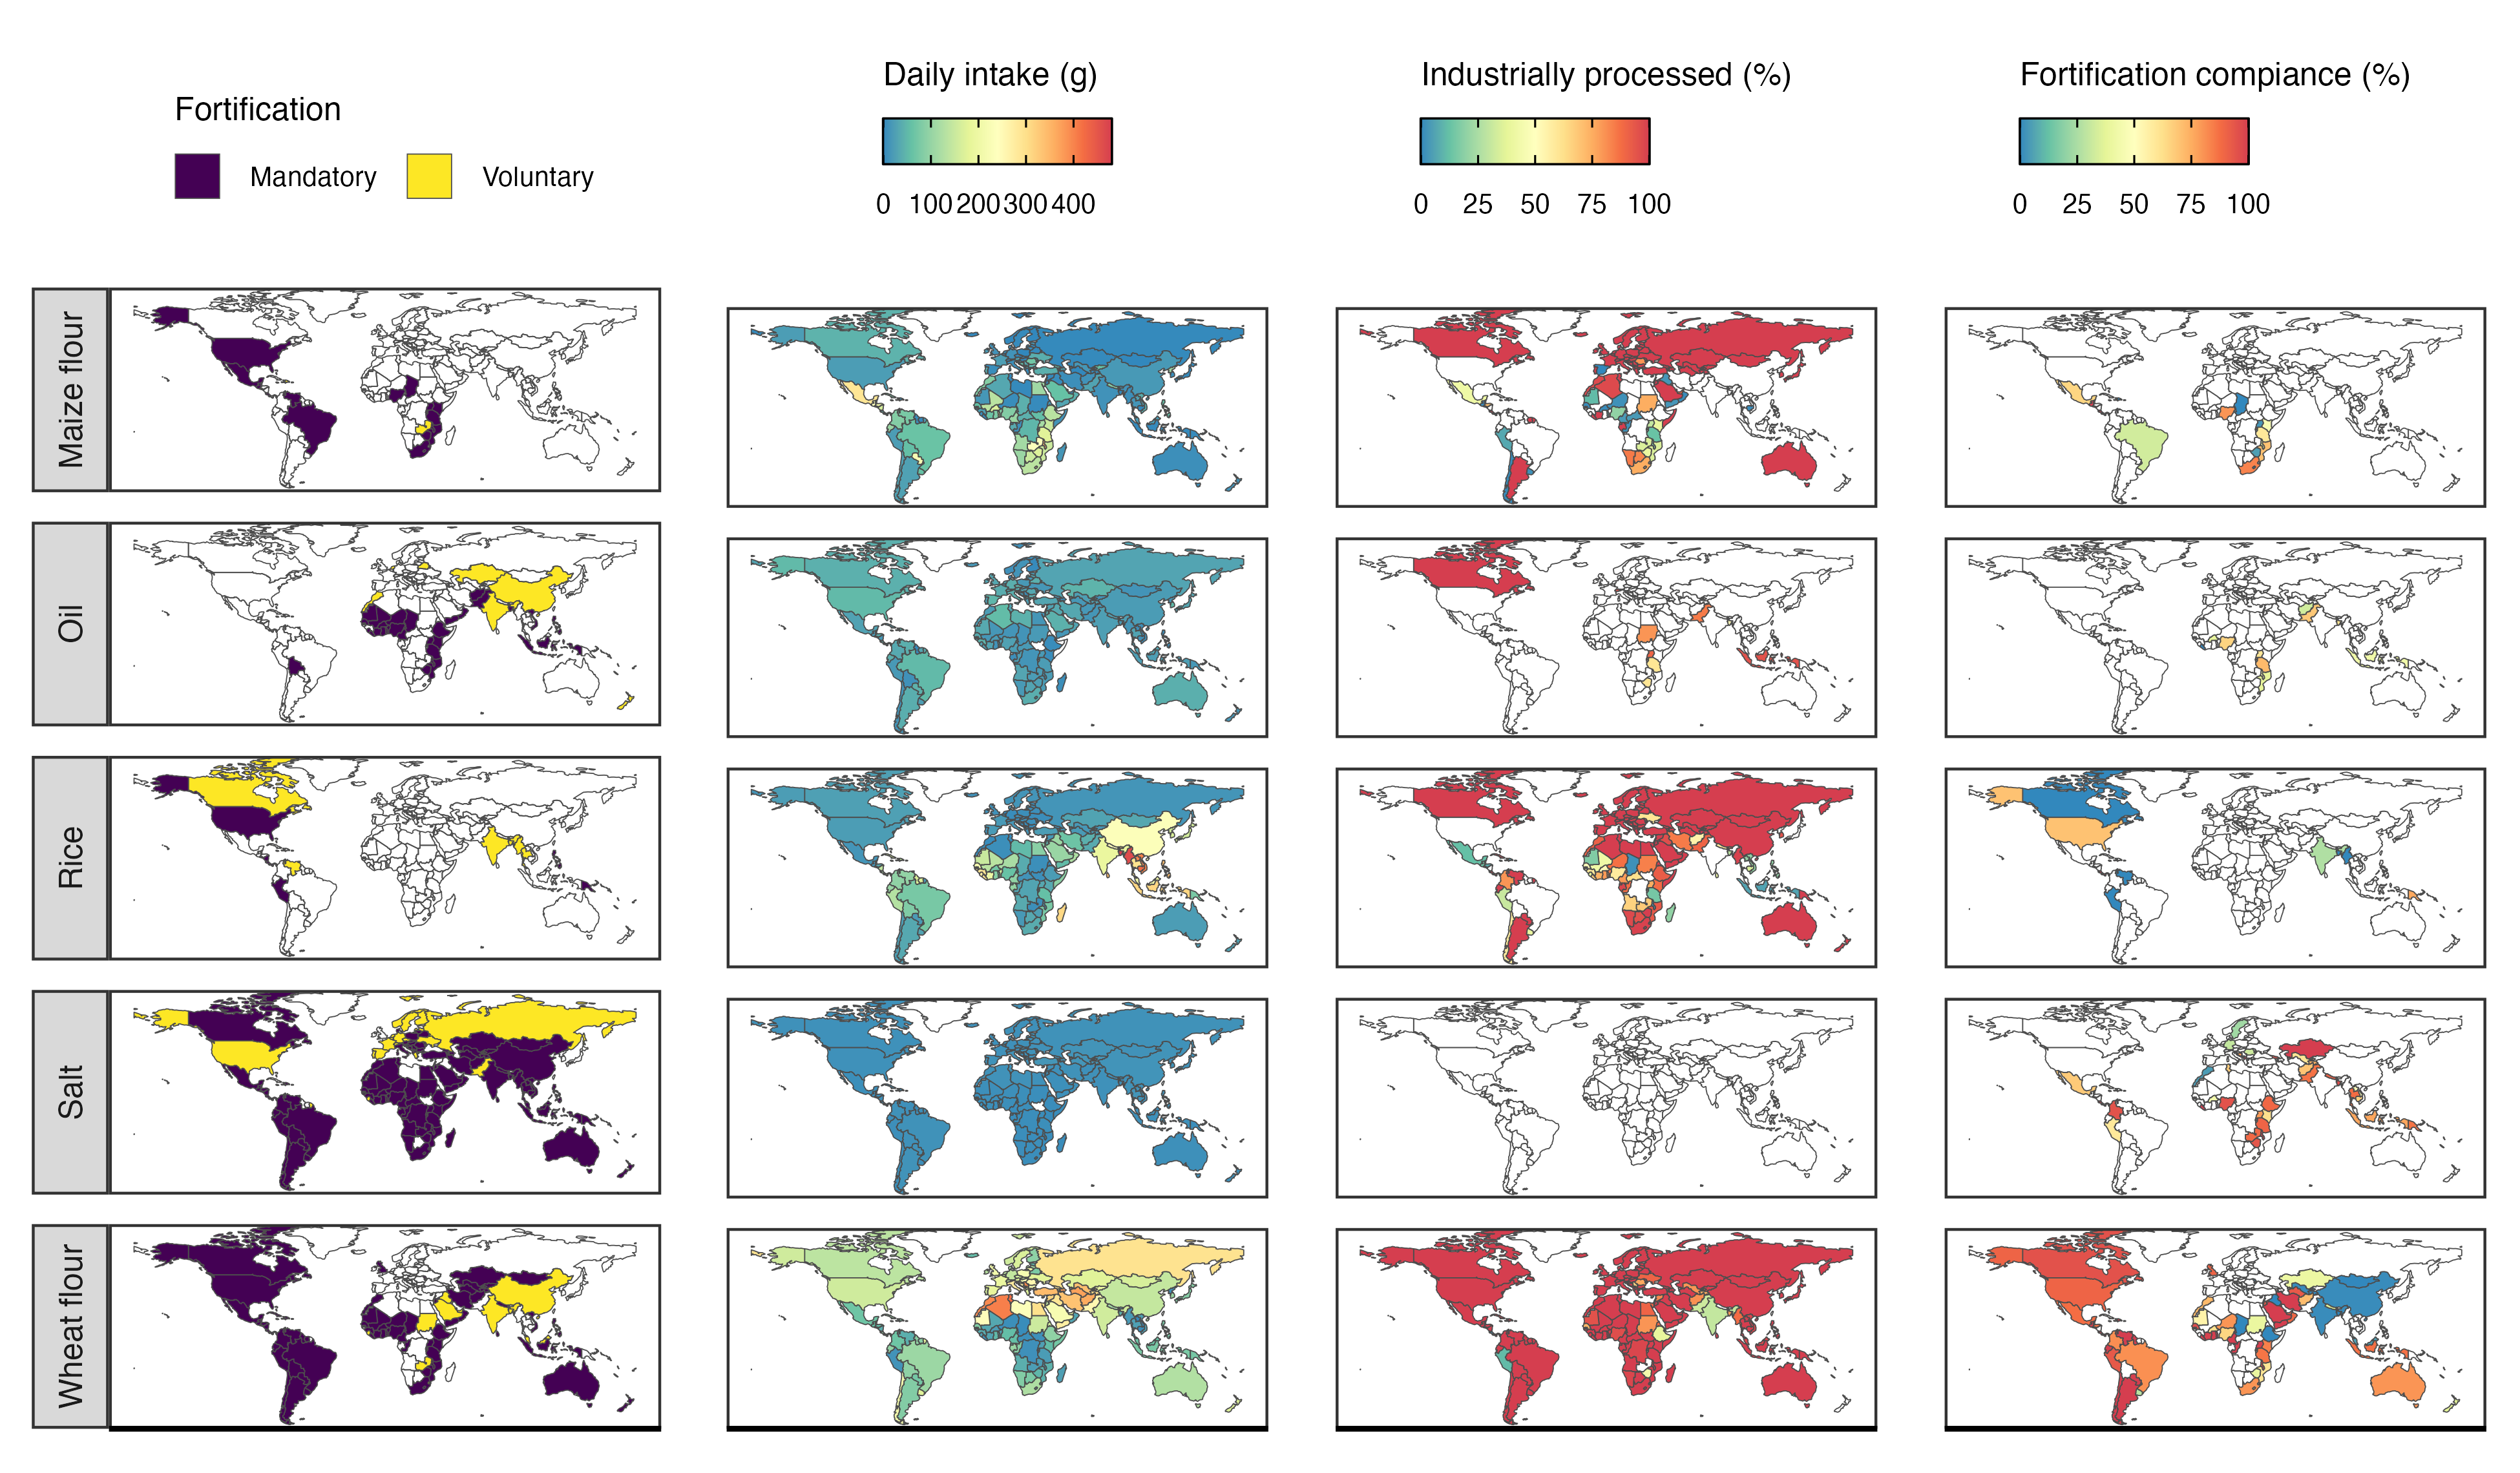 Fortification
Mandatory
Voluntary
Daily intake (g)
0 100 200 300 400
Industrially processed (%)
0 25 50 75 100
Fortification compiance (%)
0 25 50 75 100
Maize flour
Oil
Rice
Salt
Wheat flour